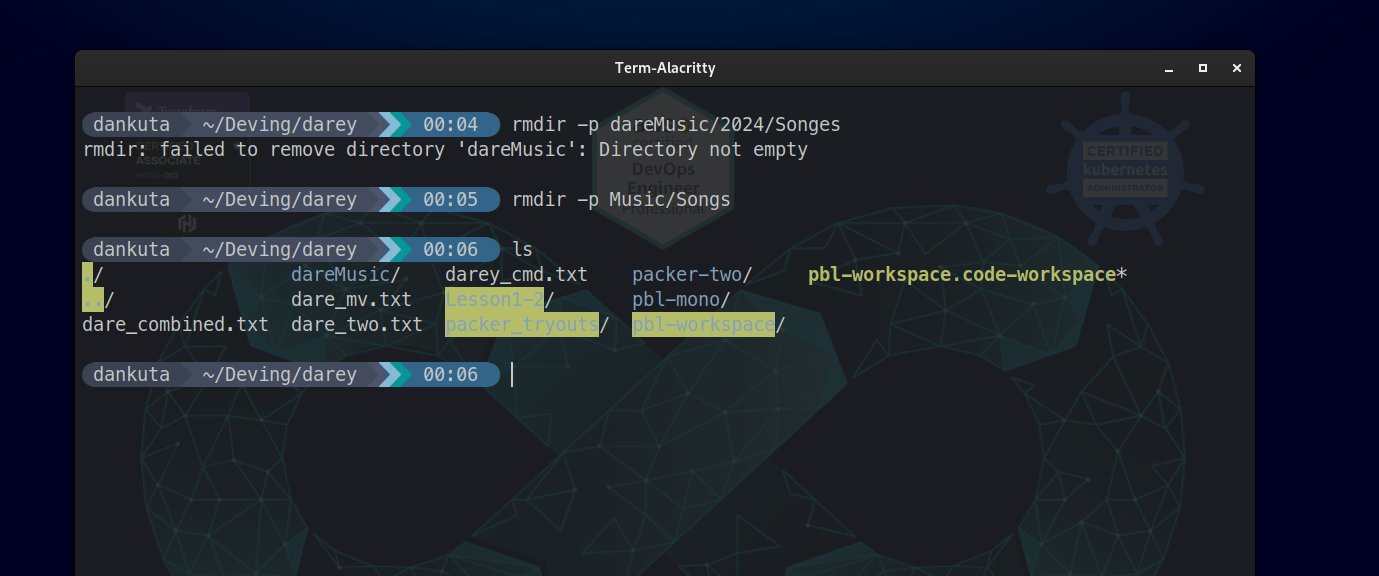 Term-Alacritty
Terraform
dankuta ~/Deving/darey 00:04 rmdir -p dareMusic/2024/Songes
rmdir: failed to remove directory 'dareMusic': Directory not empty
ASSOCIATE
DevOps
Engineer
Professional
CERTIFIED
kubernetes
ADMINISTRATOR
dankuta ~/Deving/darey 00:05 rmdir -p Music/Songs
dankuta ~/Deving/darey 00:06 ls
./ dareMusic/ darey_cmd.txt packer-two/ pbl-workspace.code-workspace*
../ dare_mv.txt Lesson1-2/ pbl-mono/
dare_combined.txt dare_two.txt packer_tryouts/ pbl-workspace/
dankuta ~/Deving/darey 00:06